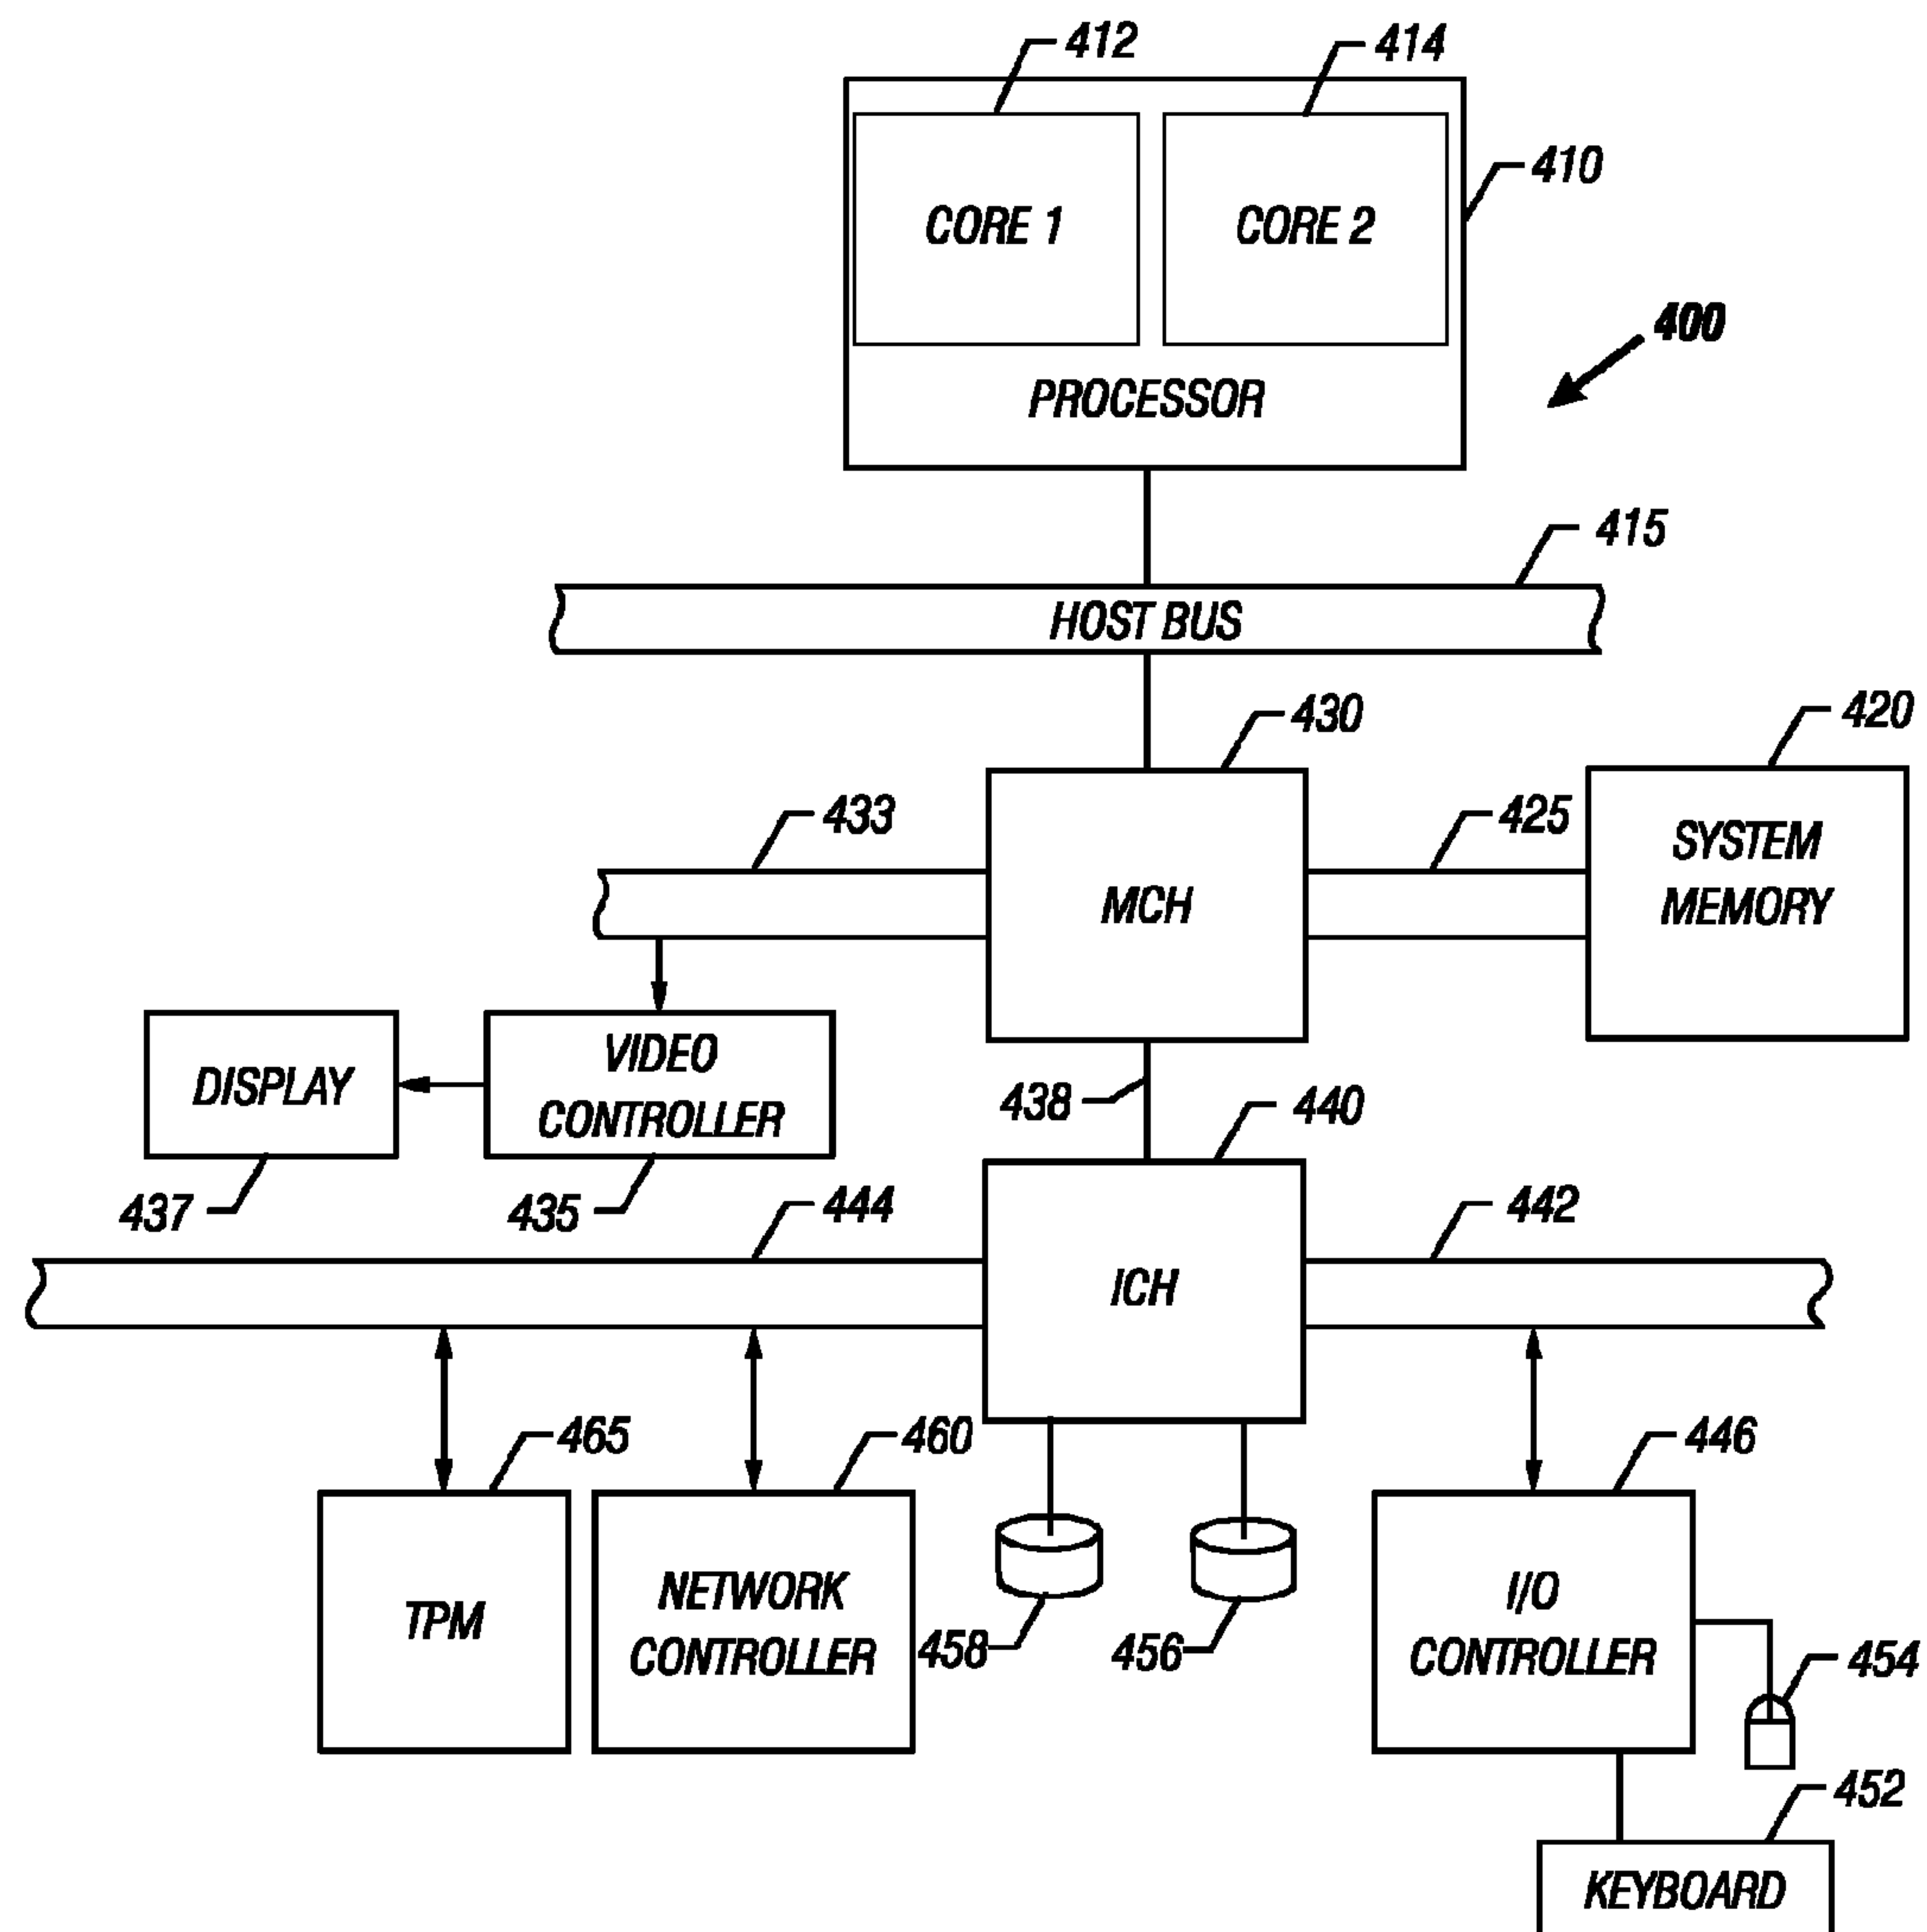 412
414
410
CORE 1
CORE 2
400
PROCESSOR
415
HOST BUS
430
420
433
425
SYSTEM
MEMORY
MCH
VIDEO
CONTROLLER
DISPLAY
438
440
437
435
444
442
ICH
465
460
446
TPM
NETWORK
CONTROLLER
458
456
I/O
CONTROLLER
454
452
KEYBOARD